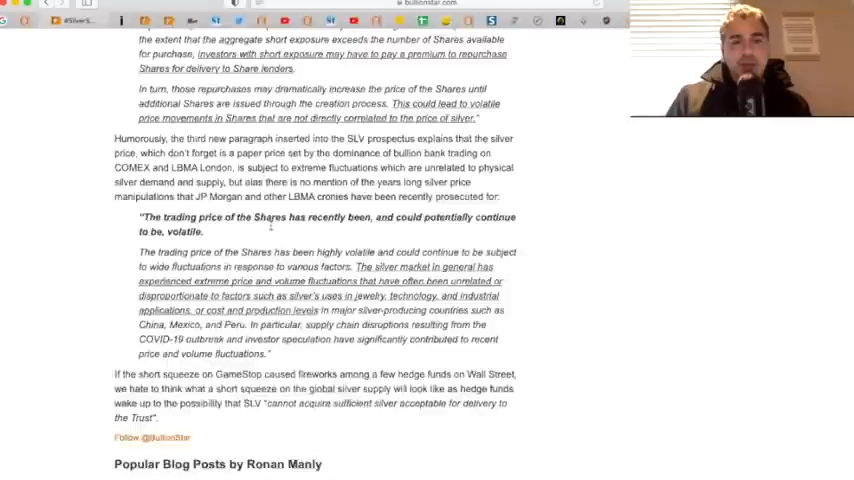 bullionstar.com
#SilverS...
the extent that the aggregate short exposure exceeds the number of Shares available
for purchase, investors with short exposure may have to pay a premium to repurchase
Shares for delivery to Share lenders.
In turn, those repurchases may dramatically increase the price of the Shares until
additional Shares are issued through the creation process. This could lead to volatile
price movements in Shares that are not directly correlated to the price of silver."
Humorously, the third new paragraph inserted into the SLV prospectus explains that the silver
price, which don't forget is a paper price set by the dominance of bullion bank trading on
COMEX and LBMA London, is subject to extreme fluctuations which are unrelated to physical
silver demand and supply, but alas there is no mention of the years long silver price
manipulations that JP Morgan and other LBMA cronies have been recently prosecuted for:
"The trading price of the Shares has recently been, and could potentially continue
to be, volatile.
The trading price of the Shares has been highly volatile and could continue to be subject
to wide fluctuations in response to various factors. The silver market in general has
experienced extreme price and volume fluctuations that have often been unrelated or
disproportionate to factors such as silver's uses in jewelry, technology, and industrial
applications, or cost and production levels in major silver-producing countries such as
China, Mexico, and Peru. In particular, supply chain disruptions resulting from the
COVID-19 outbreak and investor speculation have significantly contributed to recent
price and volume fluctuations."
If the short squeeze on GameStop caused fireworks among a few hedge funds on Wall Street,
we hate to think what a short squeeze on the global silver supply will look like as hedge funds
wake up to the possibility that SLV "cannot acquire sufficient silver acceptable for delivery to
the Trust".
Follow @BullionStar
Popular Blog Posts by Ronan Manly